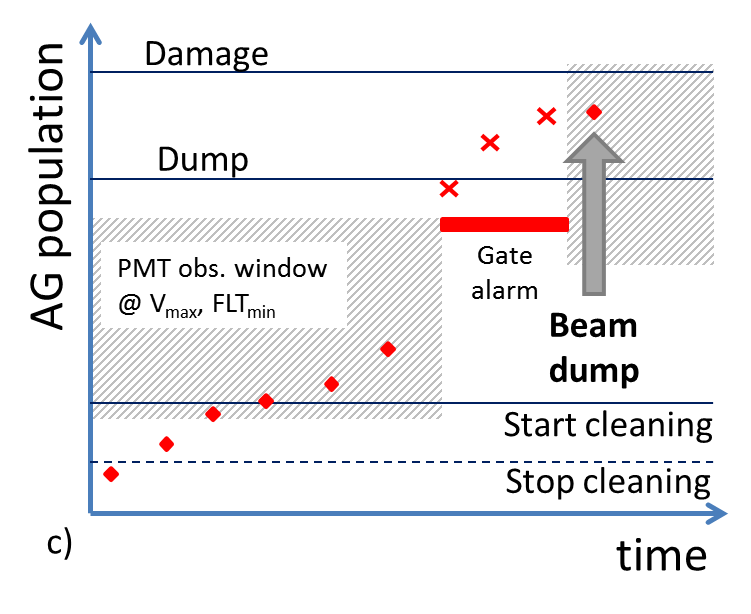 Damage
Dump
AG population
PMT obs. window
@ Vmax, FLTmin
Gate
alarm
Beam
dump
Start cleaning
Stop cleaning
c)
time